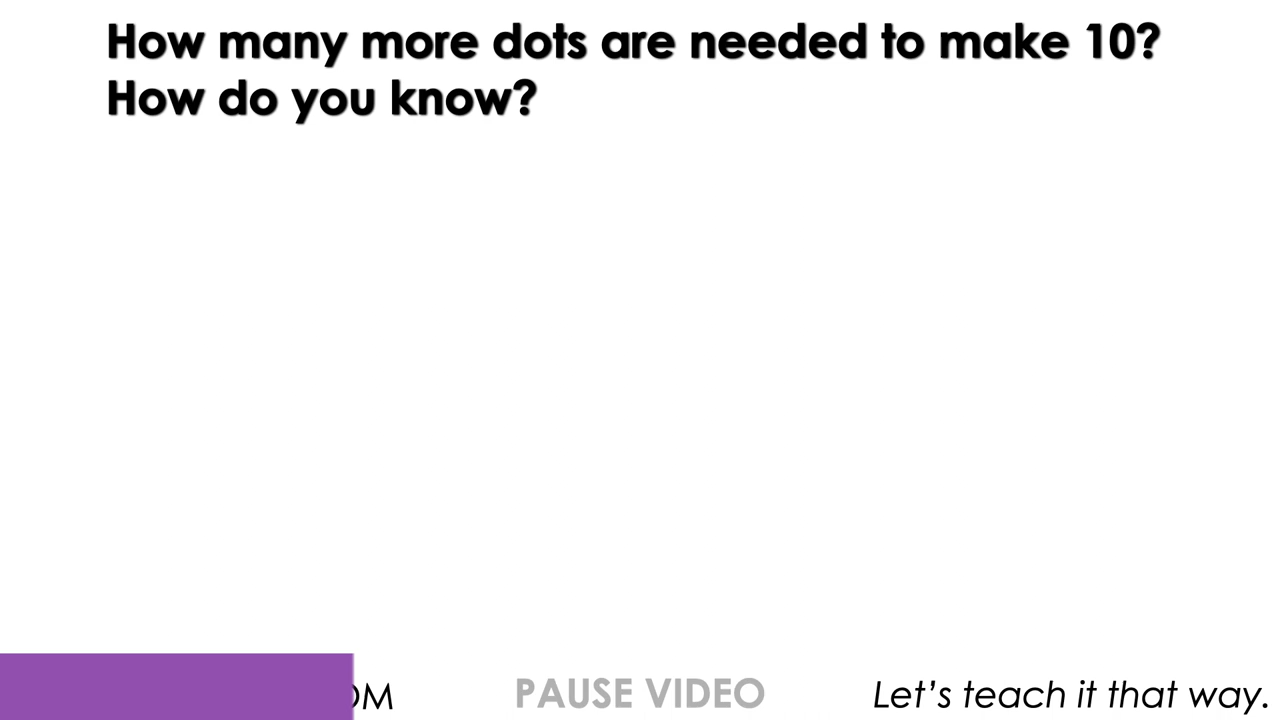 How many more dots are needed to make 10?
How do you know?
PAUSE VIDEO
Let's teach it that way.